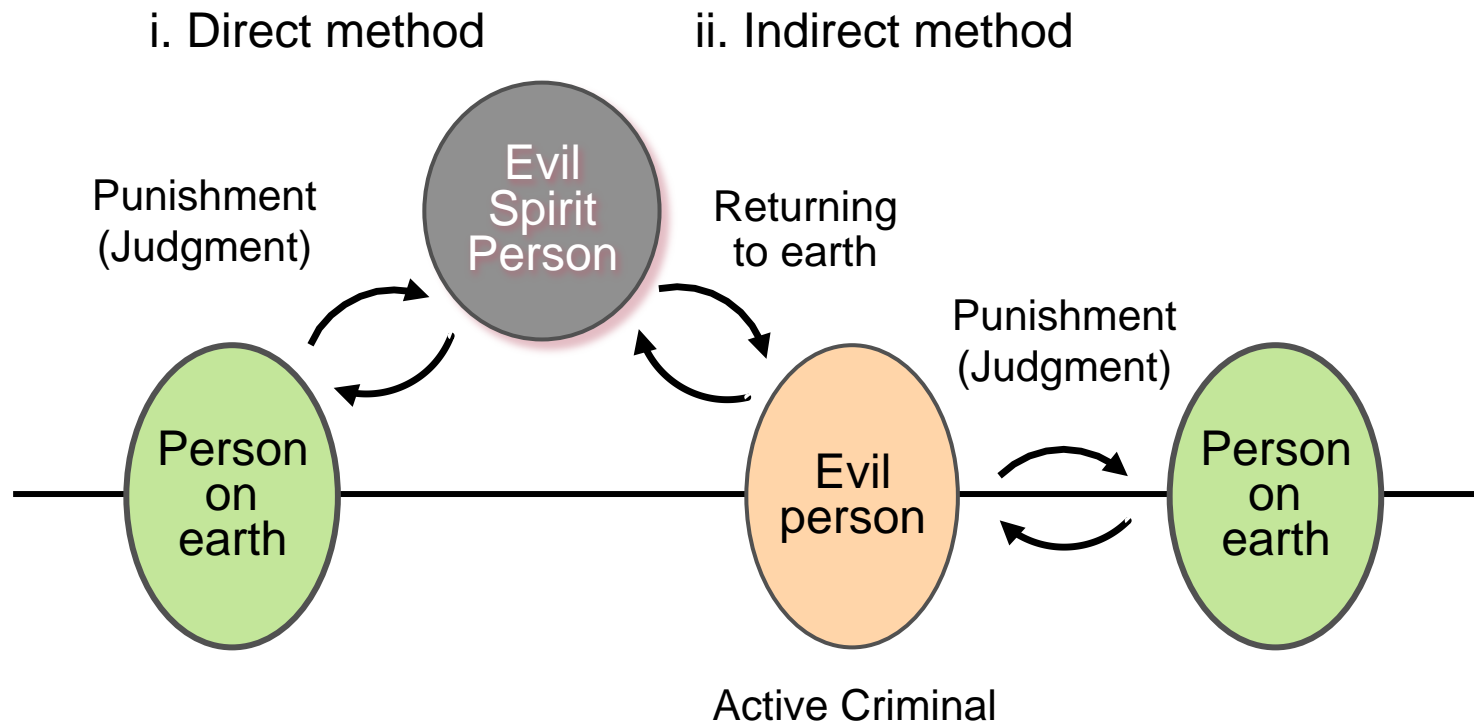 i. Direct method
ii. Indirect method
Evil
Spirit
Person
Punishment
(Judgment)
Returning
to earth
Punishment
(Judgment)
Person
on
earth
Evil
person
Person
on
earth
Active Criminal